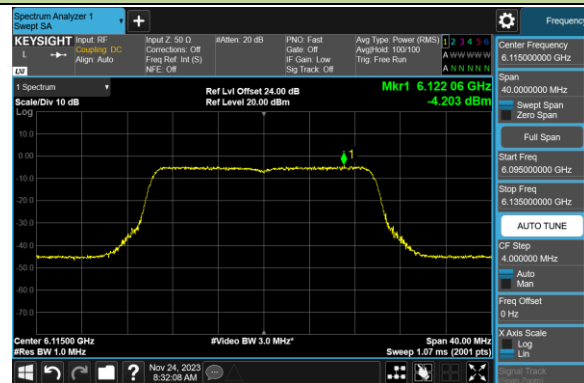 Spectrum Analyzer 1
Swept SA
Frequency
KEYSIGHT
L
LXI
Input: RF
Coupling: DC
Align: Auto
Input Z: 50 Ω
Corrections: Off
Freq Ref: Int (S)
NFE: Off
#Atten: 20 dB
PNO: Fast
Gate: Off
IF Gain: Low
Sig Track: Off
Avg Type: Power (RMS)
Avg|Hold: 100/100
Trig: Free Run
1 2 3 4 5 6
A W W W W W
A N N N N N
1 Spectrum
Scale/Div 10 dB
Log
Ref Lvl Offset 24.00 dB
Ref Level 20.00 dBm
Mkr1 6.122 06 GHz
-4.203 dBm
10.0
0.00
-10.0
-20.0
-30.0
-40.0
-50.0
-60.0
-70.0
1
Center 6.11500 GHz
#Res BW 1.0 MHz
#Video BW 3.0 MHz*
Span 40.00 MHz
Sweep 1.07 ms (2001 pts)
Center Frequency
6.115000000 GHz
Span
40.0000000 MHz
Swept Span
Zero Span
Full Span
Start Freq
6.095000000 GHz
Stop Freq
6.135000000 GHz
AUTO TUNE
CF Step
4.000000 MHz
Auto
Man
Freq Offset
0 Hz
X Axis Scale
Log
Lin
Signal Track
?
Nov 24, 2023
8:32:08 AM